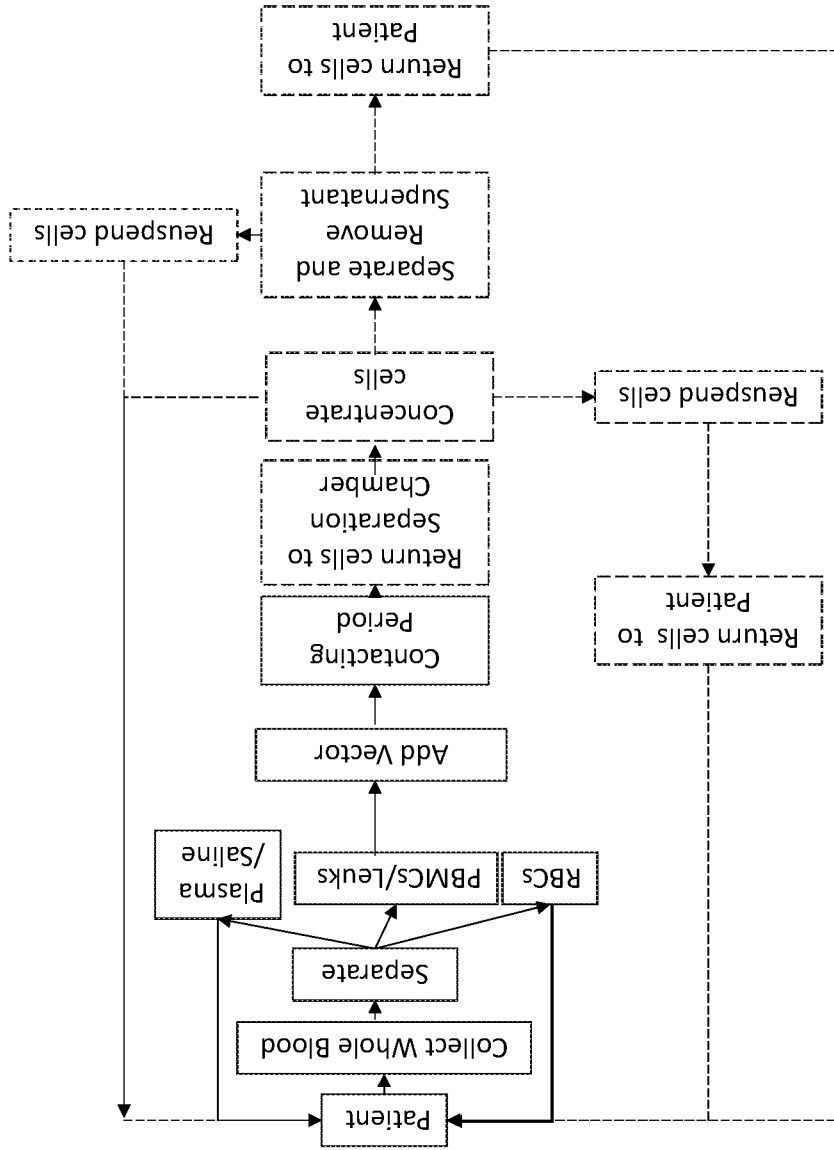 Patient
Collect Whole Blood
Separate
RBCs
PBMCs/Leuks
Plasma
/Saline
Add Vector
Contacting
Period
Return cells to
Patient
Return cells to
Separation
Chamber
Reuspend cells
Concentrate
cells
Separate and
Remove
Supernatant
Reuspend cells
Return cells to
Patient